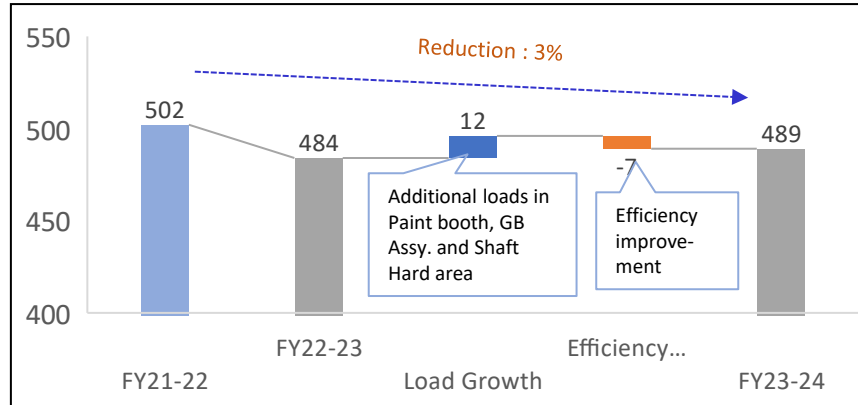 550
Reduction : 3%
502
500
484
12
-7
489
Additional loads in
Paint booth, GB
Assy. and Shaft
Hard area
Efficiency
improve-
ment
450
400
FY22-23
Efficiency…
FY21-22
Load Growth
FY23-24